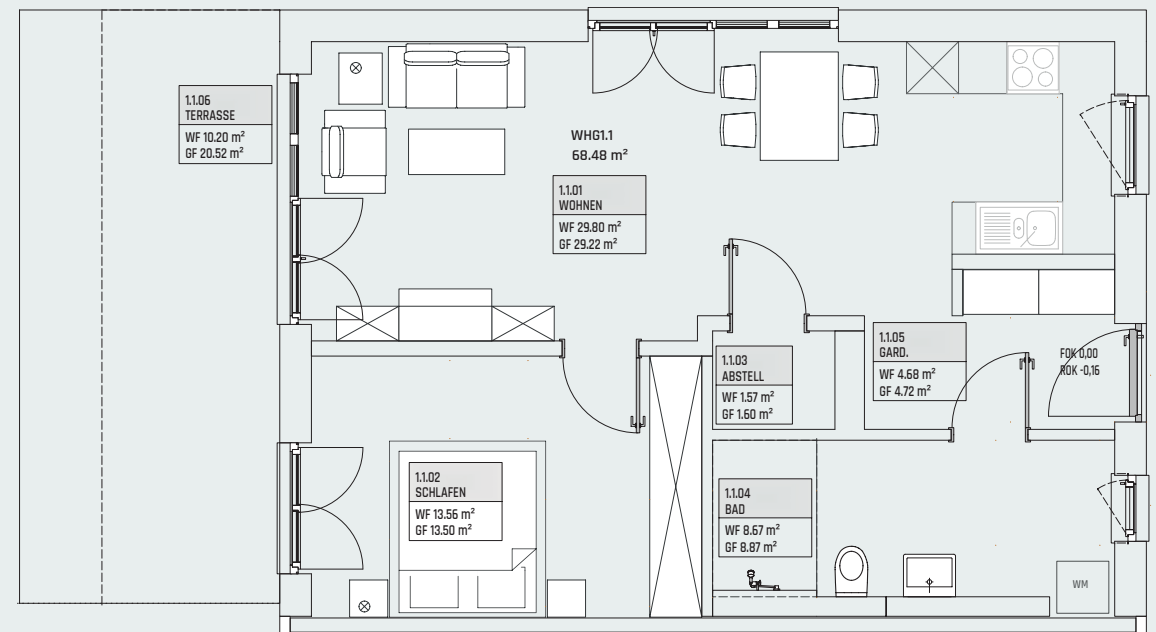 1.1.06
TERRASSE
WF 10.20 m²
GF 20.52 m²
WHG1.1
68.48 m²
1.1.01
WOHNEN
WF 29.80 m²
GF 29.22 m²
1.1.03
ABSTELL
WF 1.57 m²
GF 1.60 m²
1.1.05
GARD.
WF 4.68 m²
GF 4.72 m²
FOK 0,00
ROK -0,16
1.1.02
SCHLAFEN
WF 13.56 m²
GF 13.50 m²
1.1.04
BAD
WF 8.67 m²
GF 8.87 m²
WM